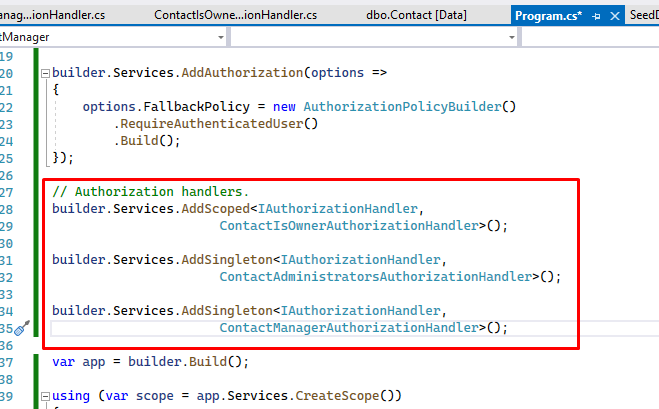 anag...ionHandler.cs ContactIsOwne...ionHandler.cs dbo.Contact [Data] Program.cs* SeedD
tManager
19
20 builder.Services.AddAuthorization(options =>
21 {
22 options.FallbackPolicy = new AuthorizationPolicyBuilder()
23 .RequireAuthenticatedUser()
24 .Build();
25 });
26
27 // Authorization handlers.
28 builder.Services.AddScoped<IAuthorizationHandler,
29 ContactIsOwnerAuthorizationHandler>();
30
31 builder.Services.AddSingleton<IAuthorizationHandler,
32 ContactAdministratorsAuthorizationHandler>();
33
34 builder.Services.AddSingleton<IAuthorizationHandler,
35 ContactManagerAuthorizationHandler>();
36
37 var app = builder.Build();
38
39 using (var scope = app.Services.CreateScope())